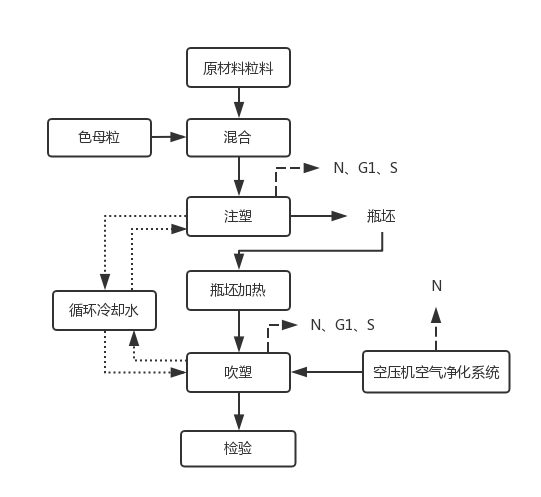 原材料粒料
色母粒
混合
N、G1、S
注塑
瓶坯
瓶坯加热
N
循环冷却水
N、G1、S
吹塑
空压机空气净化系统
检验